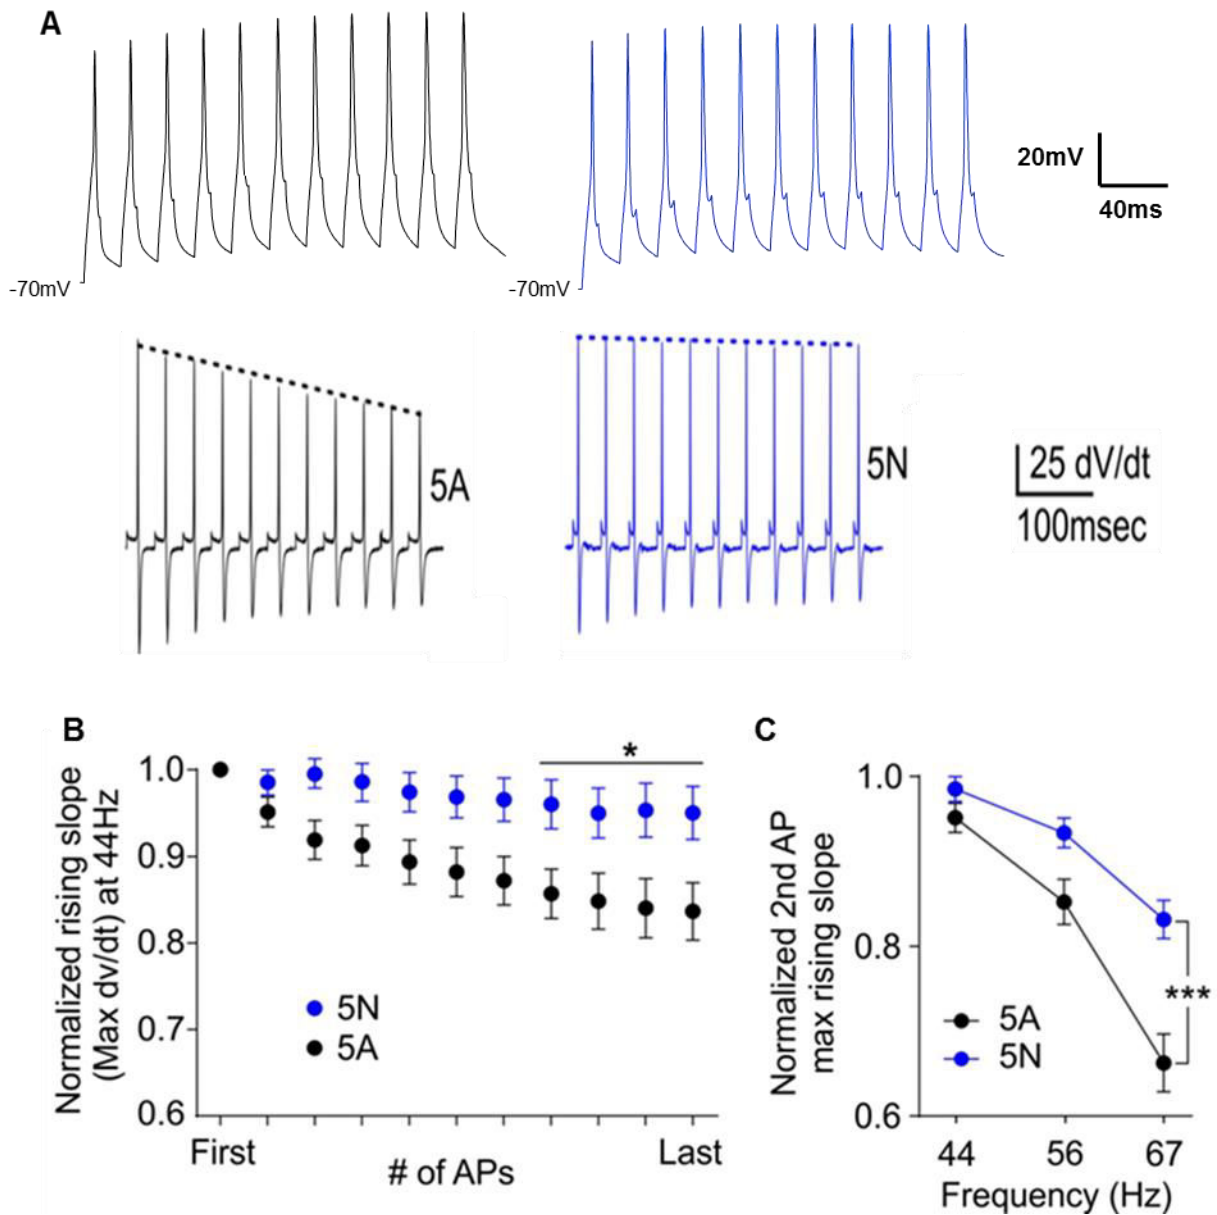 A
20mV
40ms
-70mV
-70mV
5A
5N
25 dV/dt
100msec
B
Normalized rising slope
(Max dv/dt) at 44Hz
1.0
0.9
0.8
0.7
0.6
*
5N
5A
First
Last
# of APs
C
Normalized 2nd AP
max rising slope
1.0
0.8
0.6
***
5A
5N
44 56 67
Frequency (Hz)